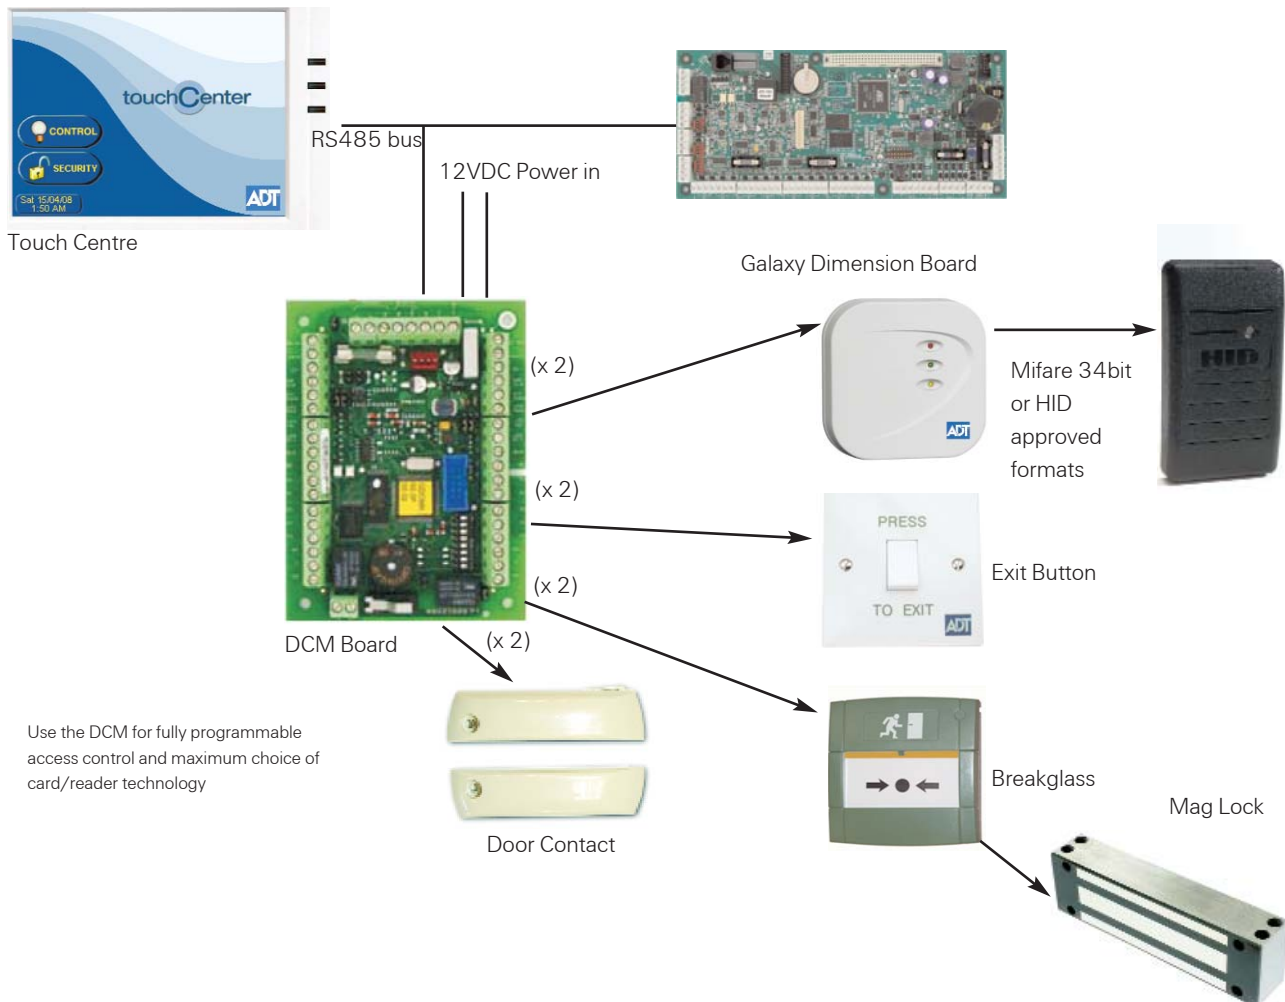 touchCenter
CONTROL
SECURITY
Sat 15/04/08
1:50 AM
ADT
RS485 bus
12VDC Power in
Touch Centre
Galaxy Dimension Board
(x 2)
ADT
Mifare 34bit
or HID
approved
formats
HID
(x 2)
PRESS
TO EXIT
ADT
Exit Button
(x 2)
DCM Board
(x 2)
Use the DCM for fully programmable
access control and maximum choice of
card/reader technology
Door Contact
Breakglass
Mag Lock